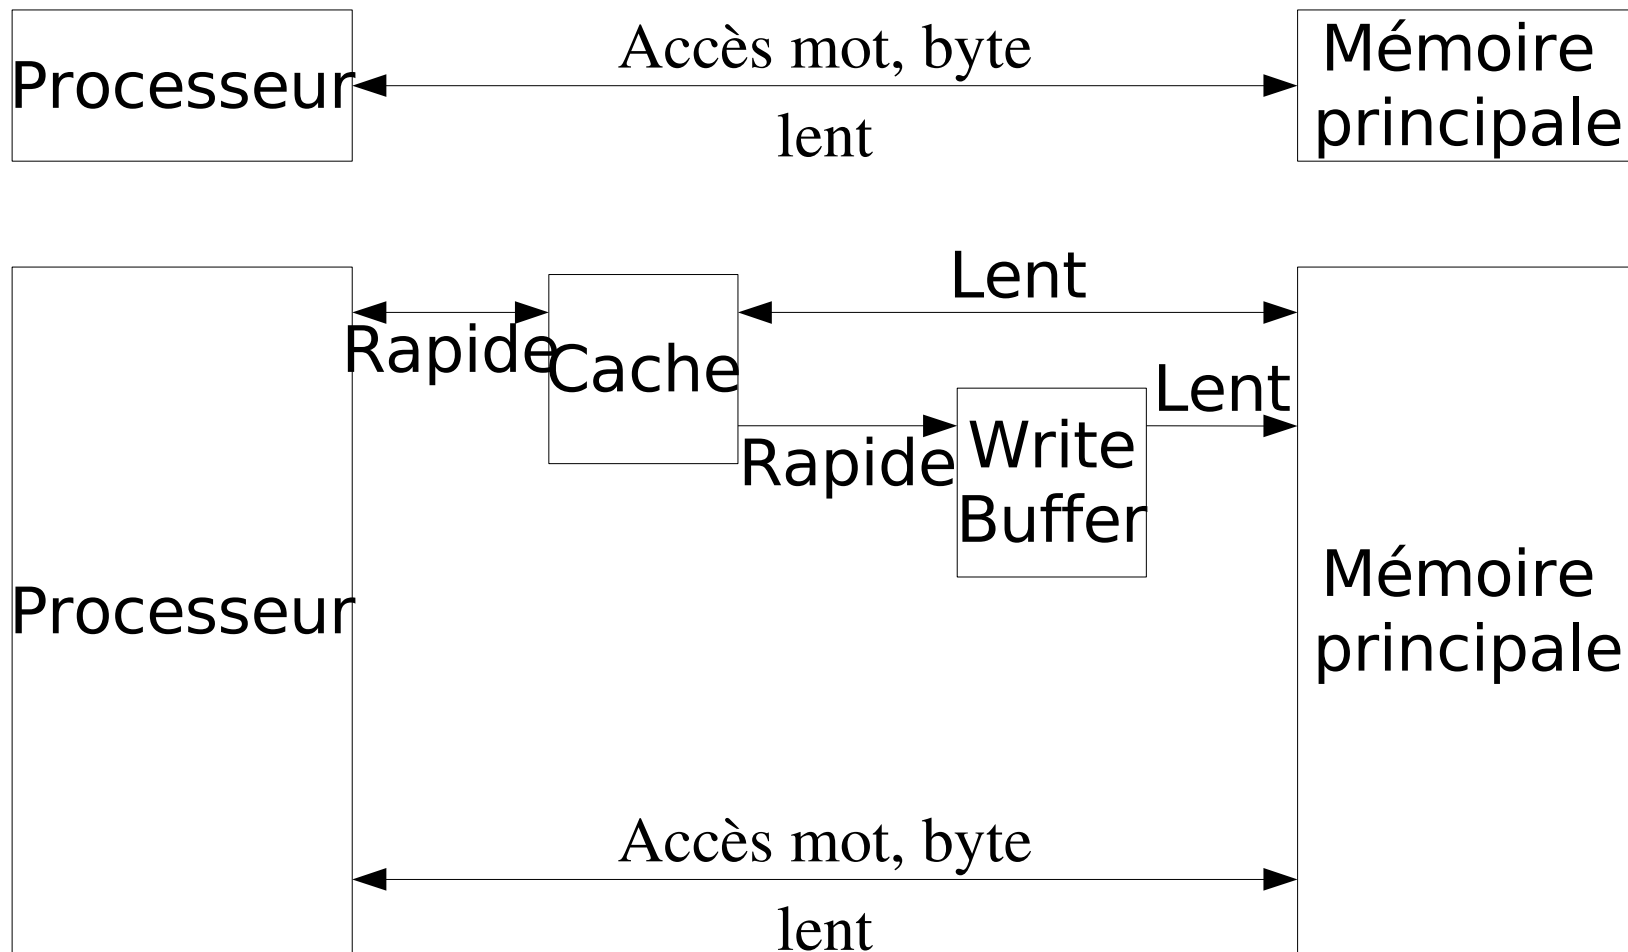 Processeur
Accès mot, byte
lent
Mémoire
principale
Lent
Rapide
Cache
Lent
Rapide
Write
Buffer
Processeur
Mémoire
principale
Accès mot, byte
lent